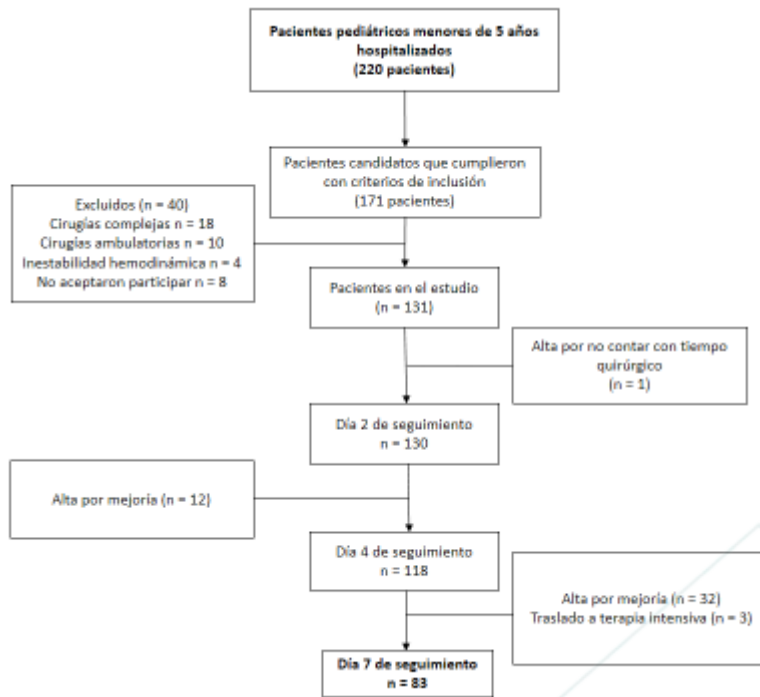 Pacientes pediátricos menores de 5 años
hospitalizados
(220 pacientes)
Pacientes candidatos que cumplieron
con criterios de inclusión
(171 pacientes)
Excluidos (n = 40)
Cirugías complejas n = 18
Cirugías ambulatorias n = 10
Inestabilidad hemodinámica n = 4
No aceptaron participar n = 8
Pacientes en el estudio
(n = 131)
Alta por no contar con tiempo
quirúrgico
(n = 1)
Día 2 de seguimiento
n = 130
Alta por mejoría (n = 12)
Día 4 de seguimiento
n = 118
Alta por mejoría (n = 32)
Traslado a terapia intensiva (n = 3)
Día 7 de seguimiento
n = 83